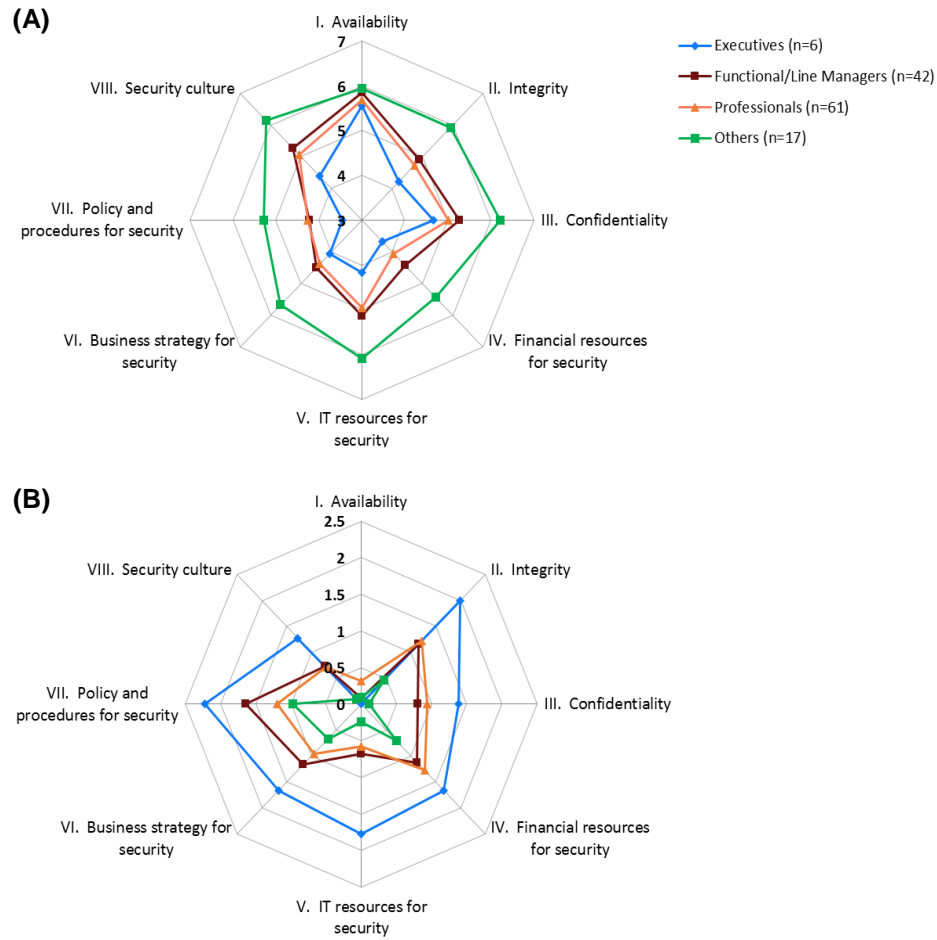 (A)
I. Availability
7
6
5
4
3
II. Integrity
III. Confidentiality
IV. Financial resources
for security
V. IT resources for
security
VI. Business strategy for
security
VII. Policy and
procedures for security
VIII. Security culture
Executives (n=6)
Functional/Line Managers (n=42)
Professionals (n=61)
Others (n=17)
(B)
I. Availability
2.5
2
1.5
1
0.5
0
II. Integrity
III. Confidentiality
IV. Financial resources
for security
V. IT resources for
security
VI. Business strategy for
security
VII. Policy and
procedures for security
VIII. Security culture